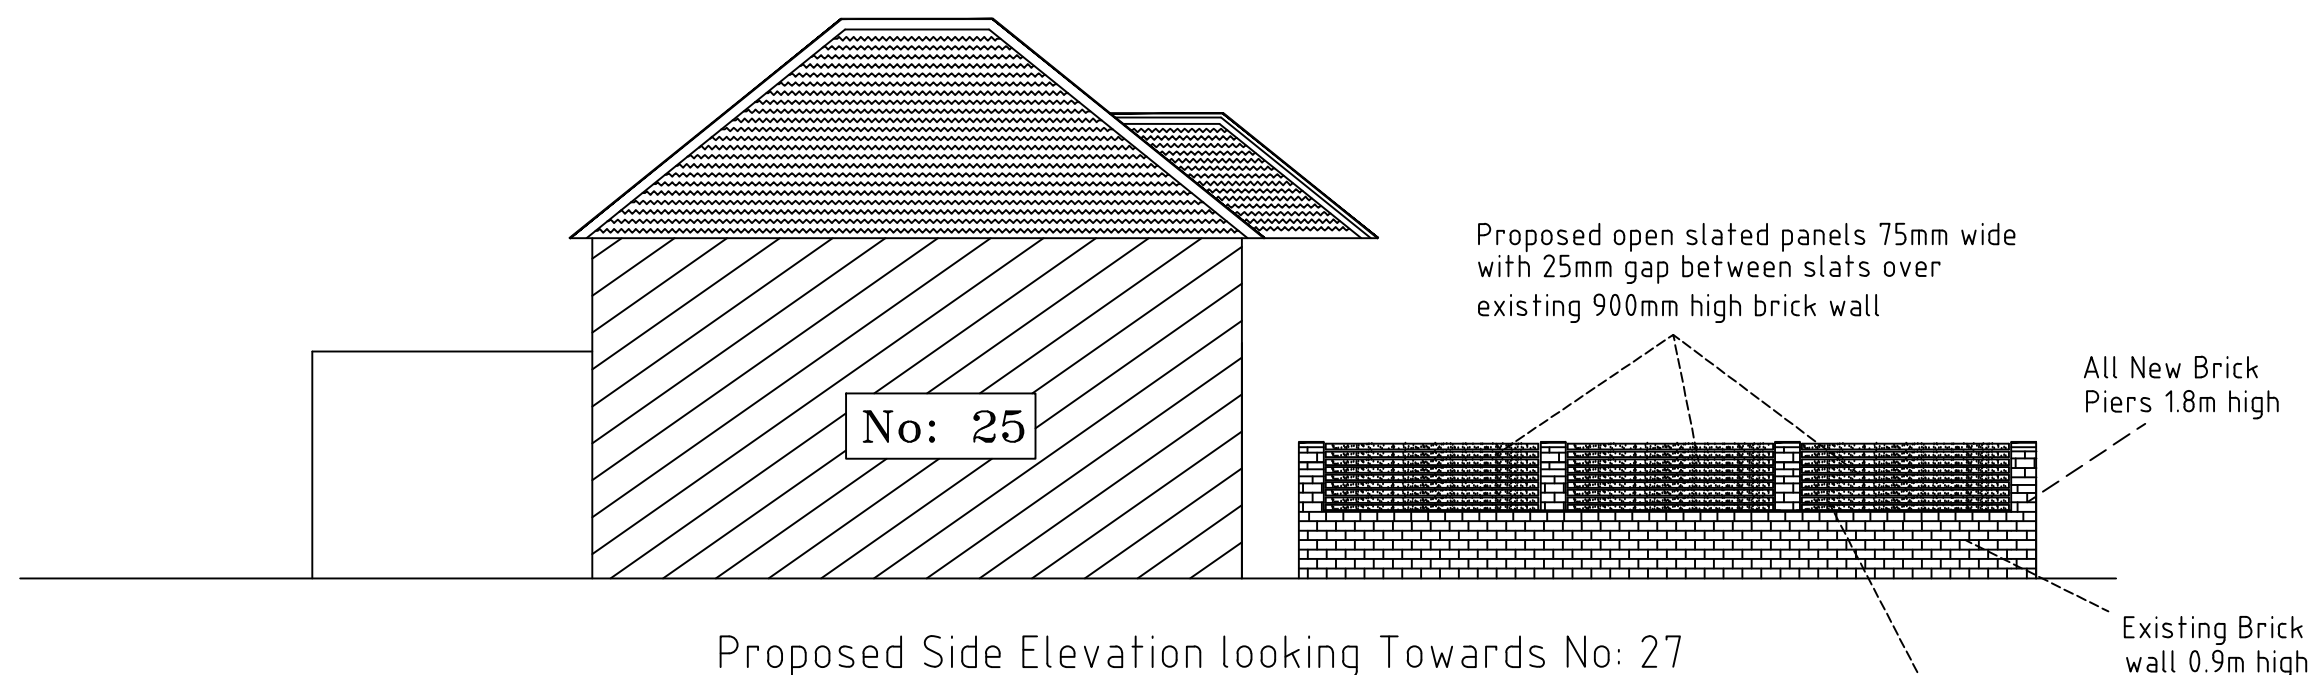 Proposed open slated panels 75mm wide
with 25mm gap between slats over
existing 900mm high brick wall
All New Brick
Piers 1.8m high
No: 25
Existing Brick
wall 0.9m high
Proposed Side Elevation looking Towards No: 27